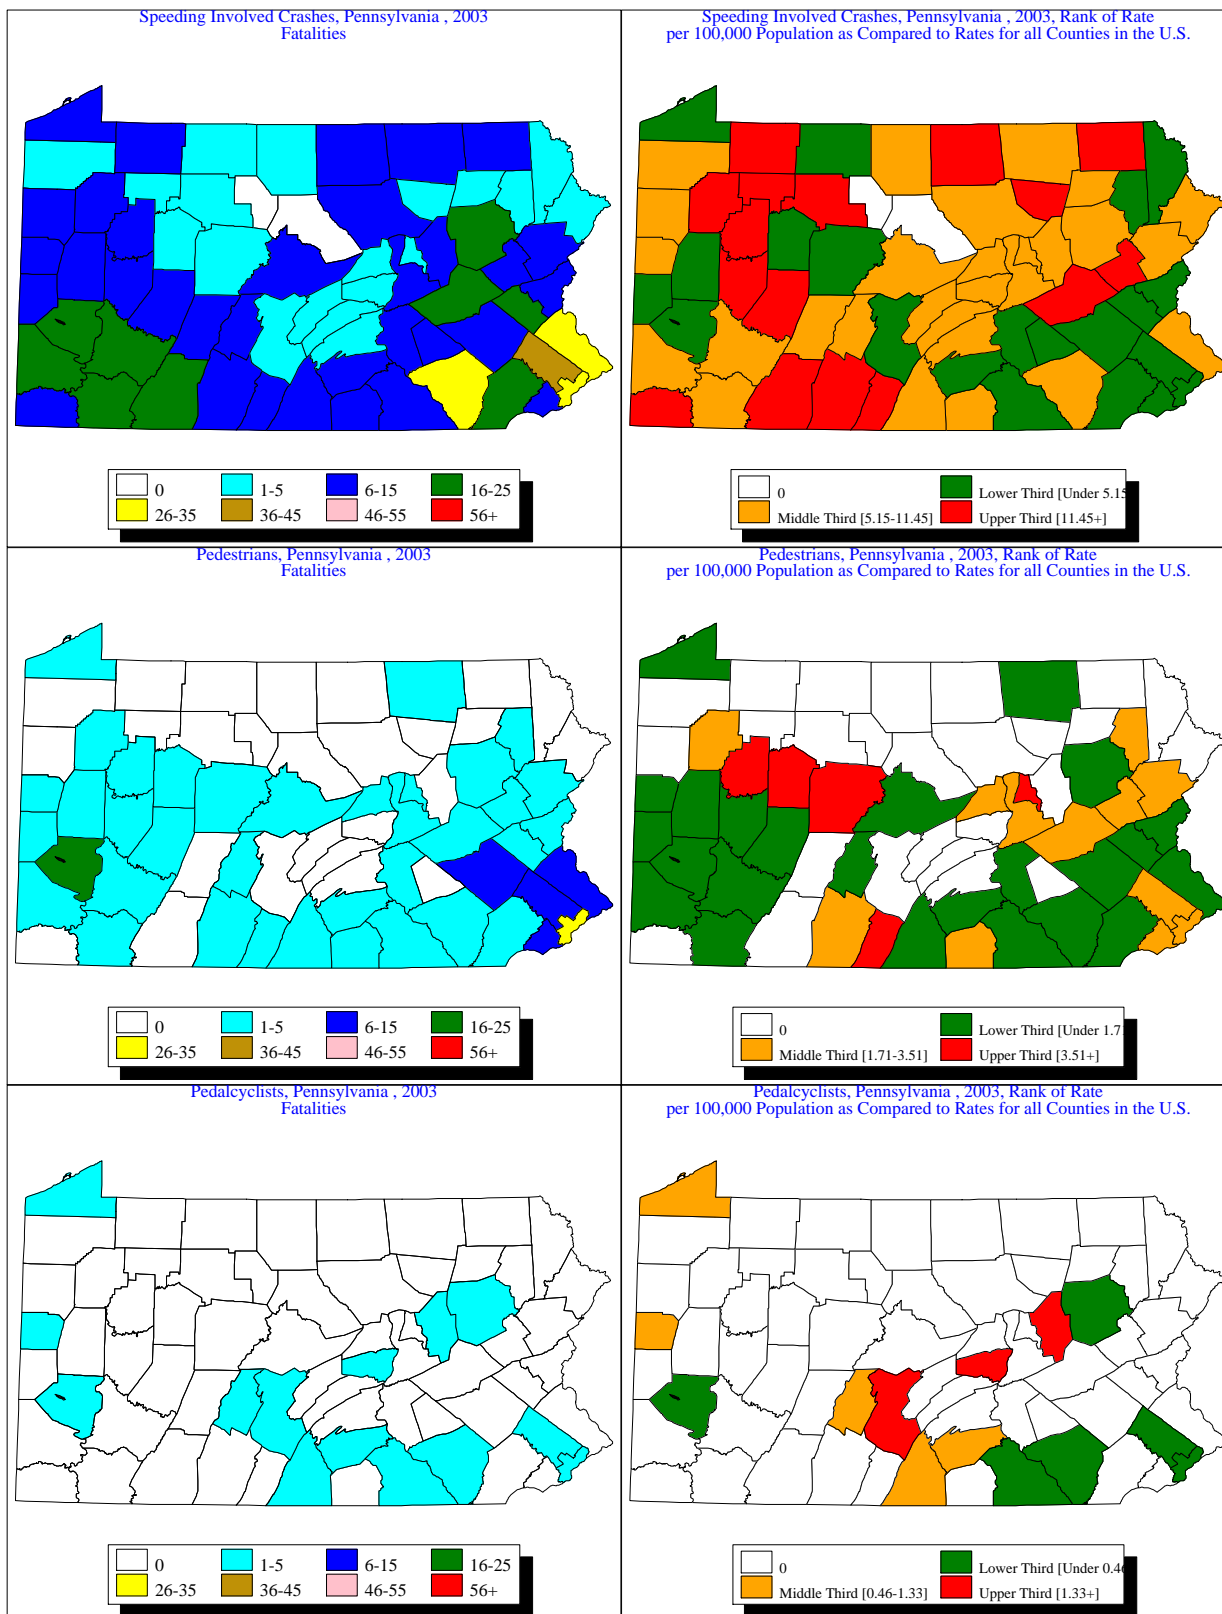 Speeding Involved Crashes, Pennsylvania , 2003
Fatalities
0
1-5
6-15
16-25
26-35
36-45
46-55
56+
Speeding Involved Crashes, Pennsylvania , 2003, Rank of Rate
per 100,000 Population as Compared to Rates for all Counties in the U.S.
0
Lower Third [Under 5.15
Middle Third [5.15-11.45]
Upper Third [11.45+]
Pedestrians, Pennsylvania , 2003
Fatalities
0
1-5
6-15
16-25
26-35
36-45
46-55
56+
Pedestrians, Pennsylvania , 2003, Rank of Rate
per 100,000 Population as Compared to Rates for all Counties in the U.S.
0
Lower Third [Under 1.71
Middle Third [1.71-3.51]
Upper Third [3.51+]
Pedalcyclists, Pennsylvania , 2003
Fatalities
0
1-5
6-15
16-25
26-35
36-45
46-55
56+
Pedalcyclists, Pennsylvania , 2003, Rank of Rate
per 100,000 Population as Compared to Rates for all Counties in the U.S.
0
Lower Third [Under 0.46
Middle Third [0.46-1.33]
Upper Third [1.33+]